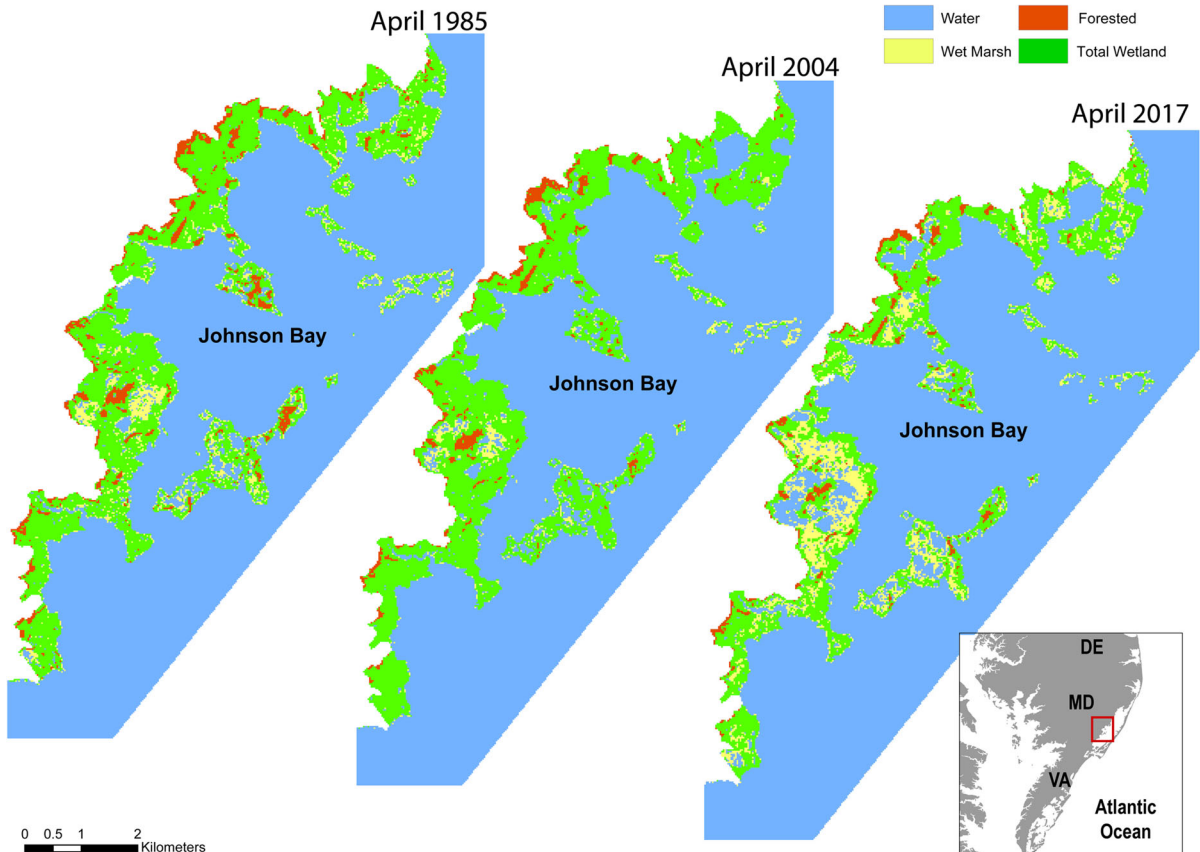 April 1985
April 2004
April 2017
Water
Forested
Wet Marsh
Total Wetland
Johnson Bay
Johnson Bay
Johnson Bay
DE
MD
VA
Atlantic
Ocean
0 0.5 1 2
Kilometers